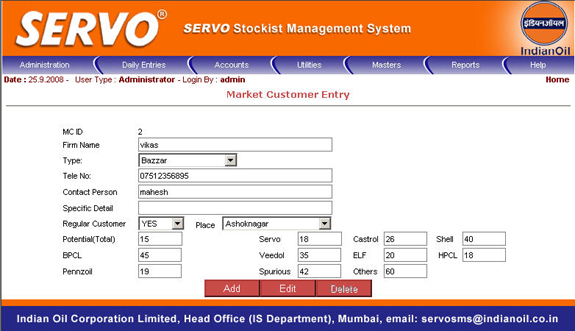 SERVO® SERVO Stockist Management System
इंडियनऑयल
IndianOil
Administration Daily Entries Accounts Utilities Masters Reports Help
Date : 25.9.2008 - User Type : Administrator - Login By : admin Home
Market Customer Entry
MC ID 2
Firm Name vikas
Type: Bazzar
Tele No: 07512356895
Contact Person mahesh
Specific Detail
Regular Customer YES Place Ashoknagar
Potential(Total) 15 Servo 18 Castrol 26 Shell 40
BPCL 45 Veedol 35 ELF 20 HPCL 18
Pennzoil 19 Spurious 42 Others 60
Add Edit Delete
Indian Oil Corporation Limited, Head Office (IS Department), Mumbai, email: servosms@indianoil.co.in